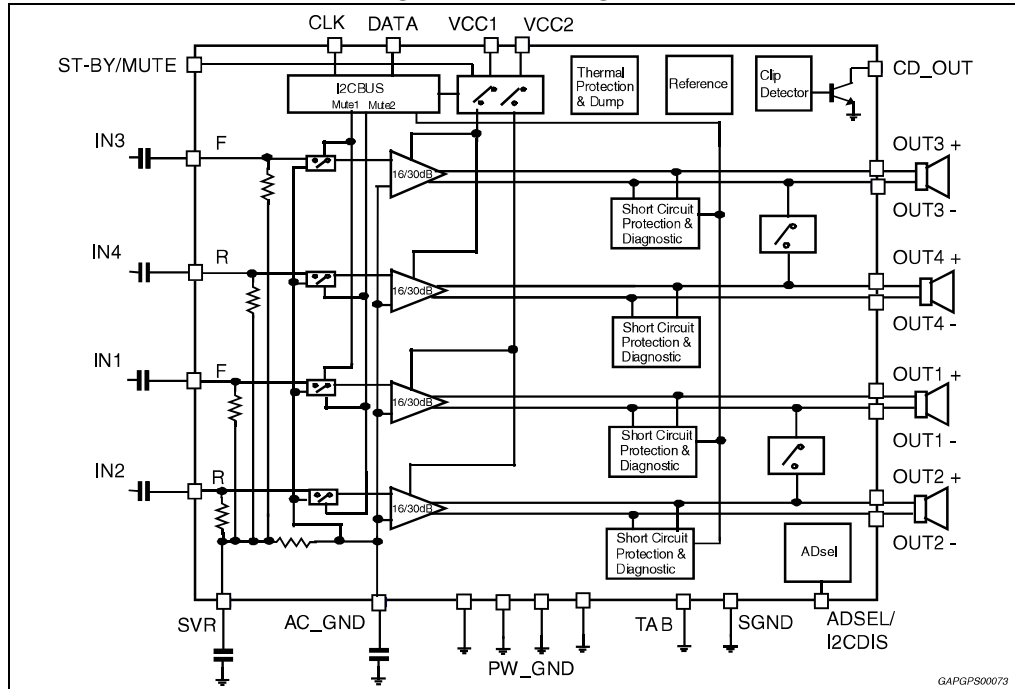 CLK DATA VCC1 VCC2
ST-BY/MUTE
I2CBUS
Mute1 Mute2
Thermal
Protection
& Dump
Reference
Clip
Detector
CD_OUT
IN3
F
16/30dB
OUT3 +
OUT3 -
Short Circuit
Protection &
Diagnostic
IN4
R
16/30dB
OUT4 +
OUT4 -
Short Circuit
Protection &
Diagnostic
IN1
F
16/30dB
OUT1 +
OUT1 -
Short Circuit
Protection &
Diagnostic
IN2
R
16/30dB
OUT2 +
OUT2 -
Short Circuit
Protection &
Diagnostic
ADsel
SVR
AC_GND
PW_GND
TAB
SGND
ADSEL/
I2CDIS
GAPGPS00073